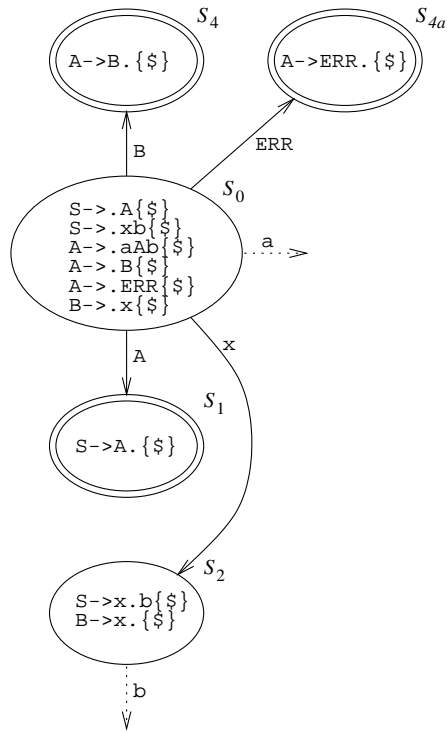 S4
A->B.{$}
S4a
A->ERR.{$}
B
ERR
S0
S->.A{$}
S->.xb{$}
A->.aAb{$}
A->.B{$}
A->.ERR{$}
B->.x{$}
a
A
x
S1
S->A.{$}
S2
S->x.b{$}
B->x.{$}
b